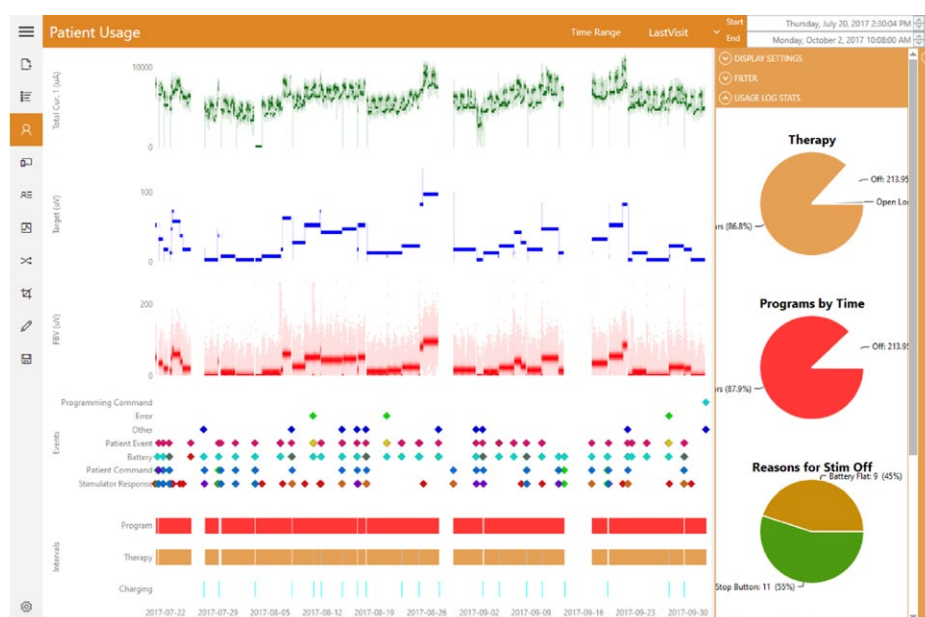 Patient Usage
Time Range
LastVisit
Start
Thursday, July 20, 2017 2:30:04 PM
End
Monday, October 2, 2017 10:08:00 AM
DISPLAY SETTINGS
FILTER
USAGE LOG STATS
Total Cur. 1 (uA)
10000
0
Target (uV)
100
0
FBV (uV)
200
0
Events
Programming Command
Error
Other
Patient Event
Battery
Patient Command
Stimulator Response
Intervals
Program
Therapy
Charging
2017-07-22 2017-07-29 2017-08-05 2017-08-12 2017-08-19 2017-08-26 2017-09-02 2017-09-09 2017-09-16 2017-09-23 2017-09-30
Therapy
Off: 213.95
Open Lo
rs (86.8%)
Programs by Time
Off: 213.95
rs (87.9%)
Reasons for Stim Off
Battery Flat: 9 (45%)
Stop Button: 11 (55%)